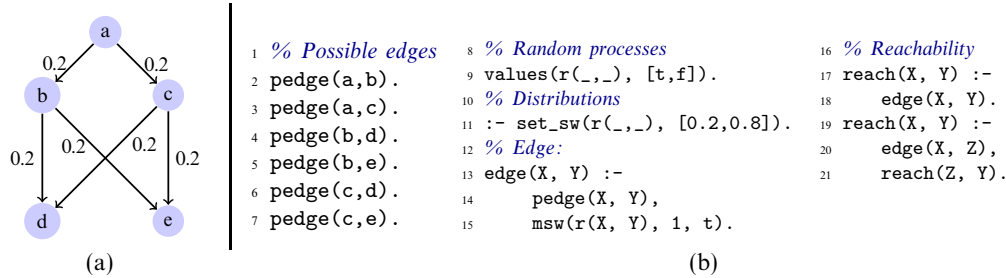 a
0.2
0.2
b
c
0.2
0.2
0.2
0.2
d
e
(a)
1 % Possible edges
2 pedge(a,b).
3 pedge(a,c).
4 pedge(b,d).
5 pedge(b,e).
6 pedge(c,d).
7 pedge(c,e).
8 % Random processes
9 values(r(_,_), [t,f]).
10 % Distributions
11 :- set_sw(r(_,_), [0.2,0.8]).
12 % Edge:
13 edge(X, Y) :-
14 pedge(X, Y),
15 msw(r(X, Y), 1, t).
16 % Reachability
17 reach(X, Y) :-
18 edge(X, Y).
19 reach(X, Y) :-
20 edge(X, Z),
21 reach(Z, Y).
(b)